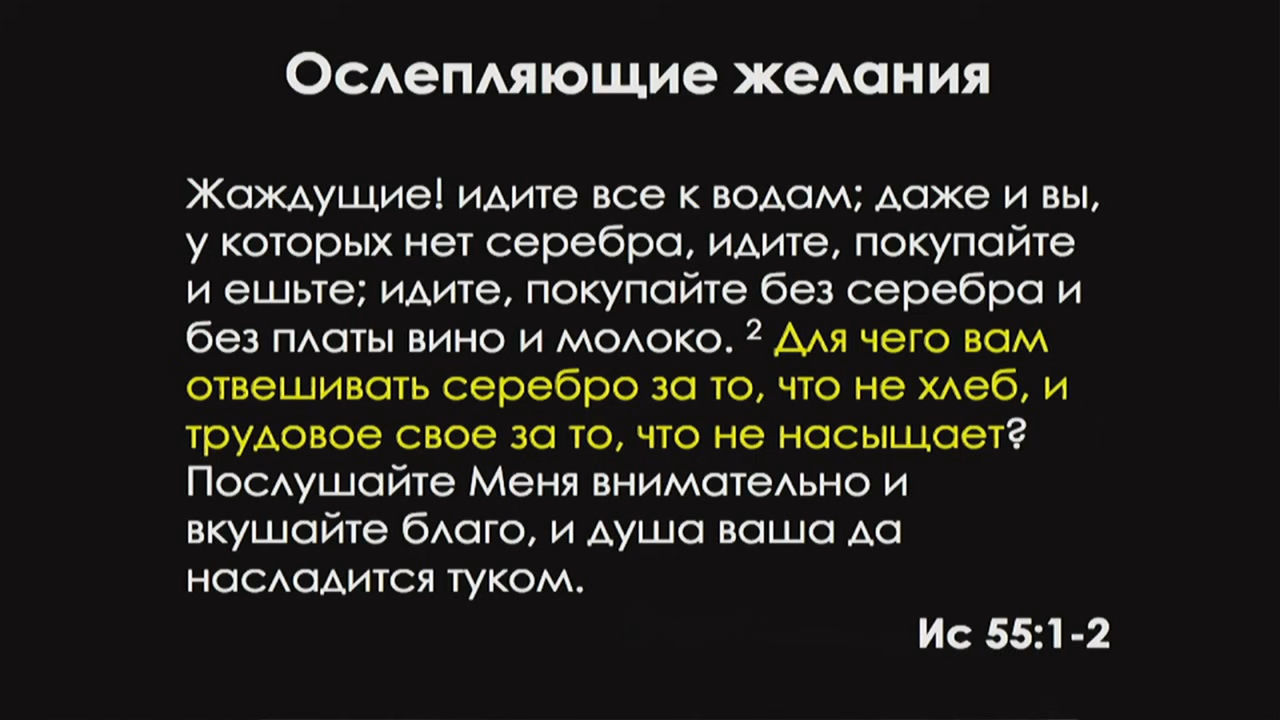 Ослепляющие желания
Жаждущие! идите все к водам; даже и вы,
у которых нет серебра, идите, покупайте
и ешьте; идите, покупайте без серебра и
без платы вино и молоко. ² Для чего вам
отвешивать серебро за то, что не хлеб, и
трудовое свое за то, что не насыщает?
Послушайте Меня внимательно и
вкушайте благо, и душа ваша да
насладится туком.
Ис 55:1-2